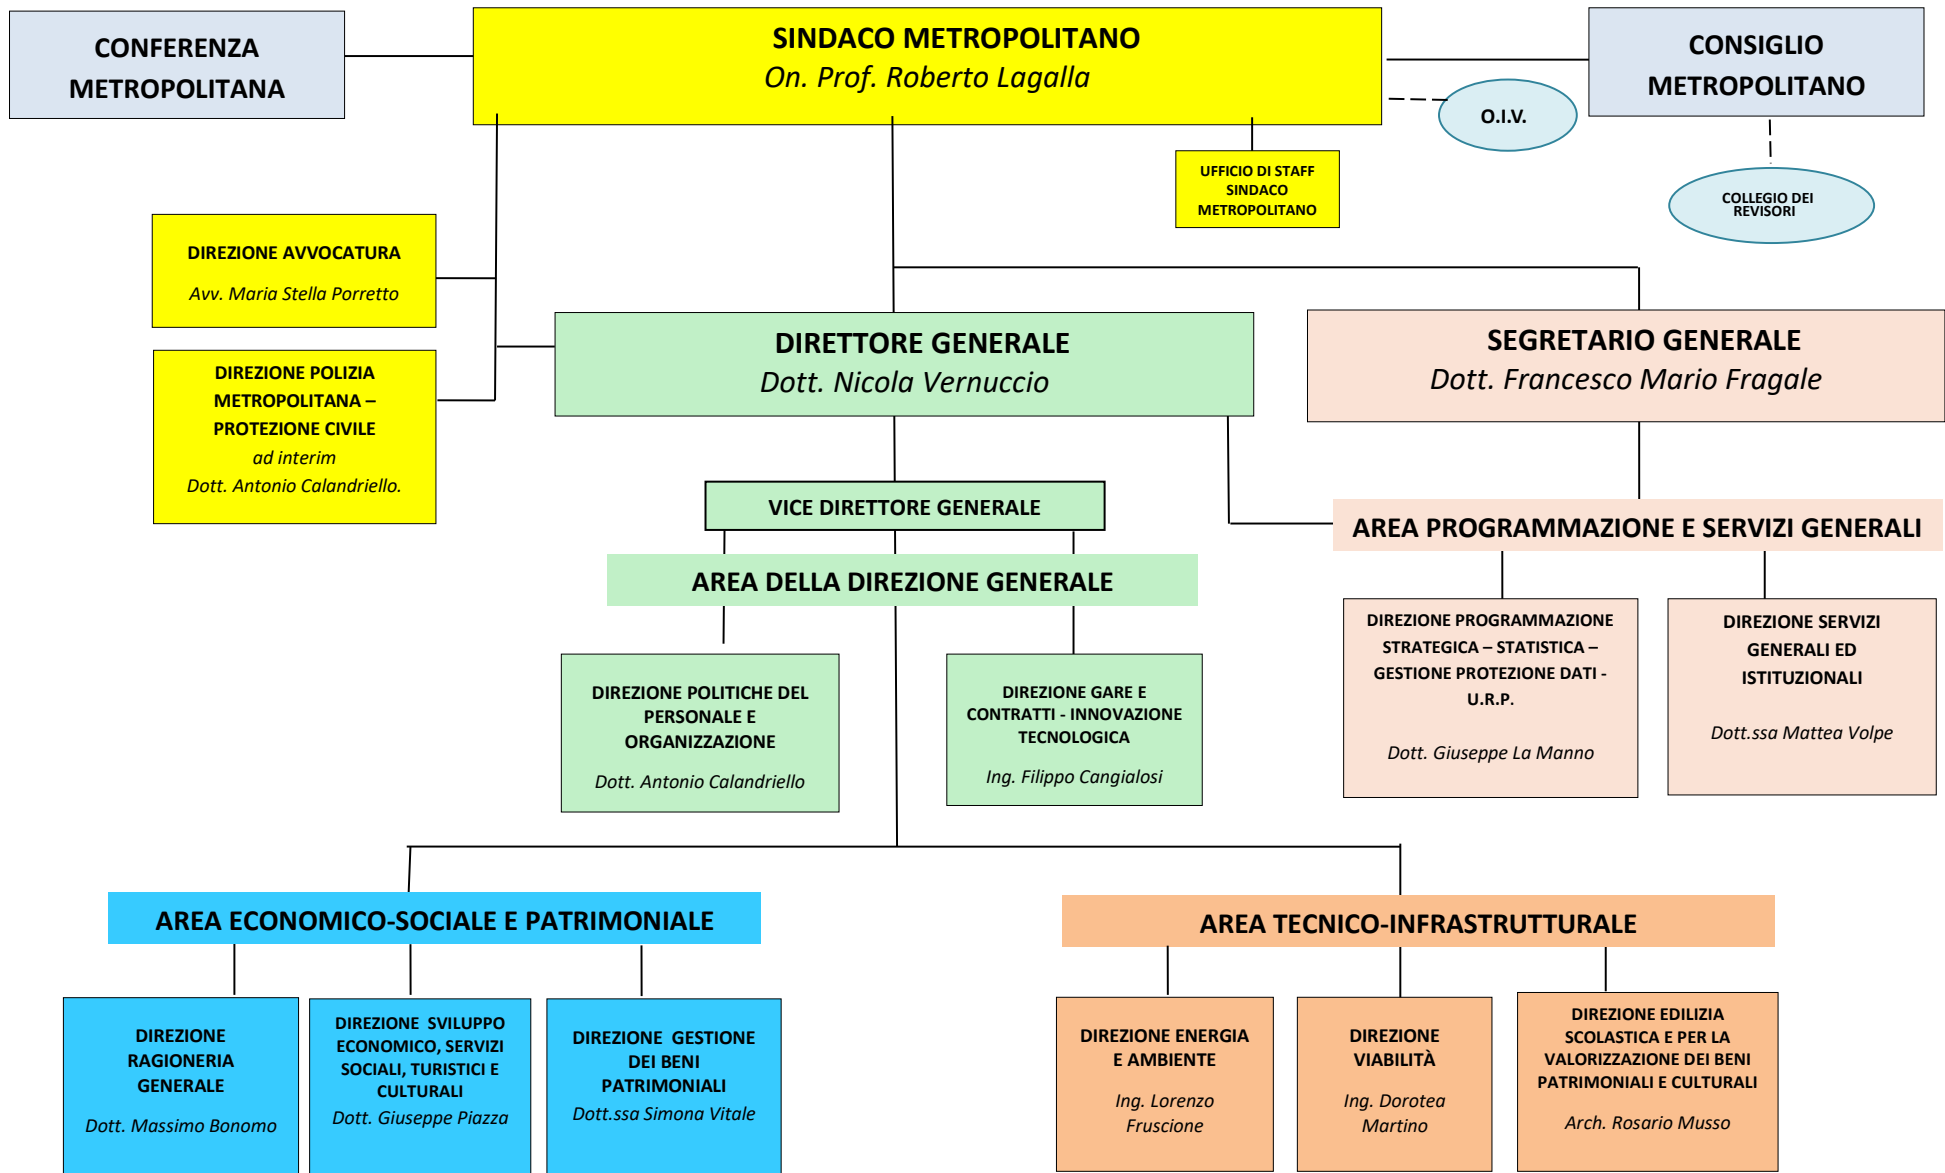 CONFERENZA
METROPOLITANA
SINDACO METROPOLITANO
On. Prof. Roberto Lagalla
CONSIGLIO
METROPOLITANO
O.I.V.
UFFICIO DI STAFF
SINDACO
METROPOLITANO
COLLEGIO DEI
REVISORI
DIREZIONE AVVOCATURA
Avv. Maria Stella Porretto
DIREZIONE POLIZIA
METROPOLITANA –
PROTEZIONE CIVILE
ad interim
Dott. Antonio Calandriello.
DIRETTORE GENERALE
Dott. Nicola Vernuccio
SEGRETARIO GENERALE
Dott. Francesco Mario Fragale
VICE DIRETTORE GENERALE
AREA PROGRAMMAZIONE E SERVIZI GENERALI
AREA DELLA DIREZIONE GENERALE
DIREZIONE POLITICHE DEL
PERSONALE E
ORGANIZZAZIONE
Dott. Antonio Calandriello
DIREZIONE GARE E
CONTRATTI - INNOVAZIONE
TECNOLOGICA
Ing. Filippo Cangialosi
DIREZIONE PROGRAMMAZIONE
STRATEGICA – STATISTICA –
GESTIONE PROTEZIONE DATI -
U.R.P.
Dott. Giuseppe La Manno
DIREZIONE SERVIZI
GENERALI ED
ISTITUZIONALI
Dott.ssa Mattea Volpe
AREA ECONOMICO-SOCIALE E PATRIMONIALE
AREA TECNICO-INFRASTRUTTURALE
DIREZIONE
RAGIONERIA
GENERALE
Dott. Massimo Bonomo
DIREZIONE SVILUPPO
ECONOMICO, SERVIZI
SOCIALI, TURISTICI E
CULTURALI
Dott. Giuseppe Piazza
DIREZIONE GESTIONE
DEI BENI
PATRIMONIALI
Dott.ssa Simona Vitale
DIREZIONE ENERGIA
E AMBIENTE
Ing. Lorenzo
Fruscione
DIREZIONE
VIABILITÀ
Ing. Dorotea
Martino
DIREZIONE EDILIZIA
SCOLASTICA E PER LA
VALORIZZAZIONE DEI BENI
PATRIMONIALI E CULTURALI
Arch. Rosario Musso